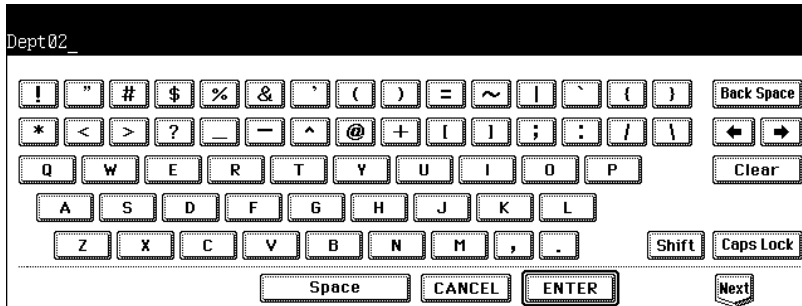 Dept02_
! " # $ % & ' ( ) = ~ | ` { } Back Space
* < > ? _ - ^ @ + [ ] ; : / \ ← →
Q W E R T Y U I O P Clear
A S D F G H J K L
Z X C V B N M , . Shift Caps Lock
Space CANCEL ENTER Next